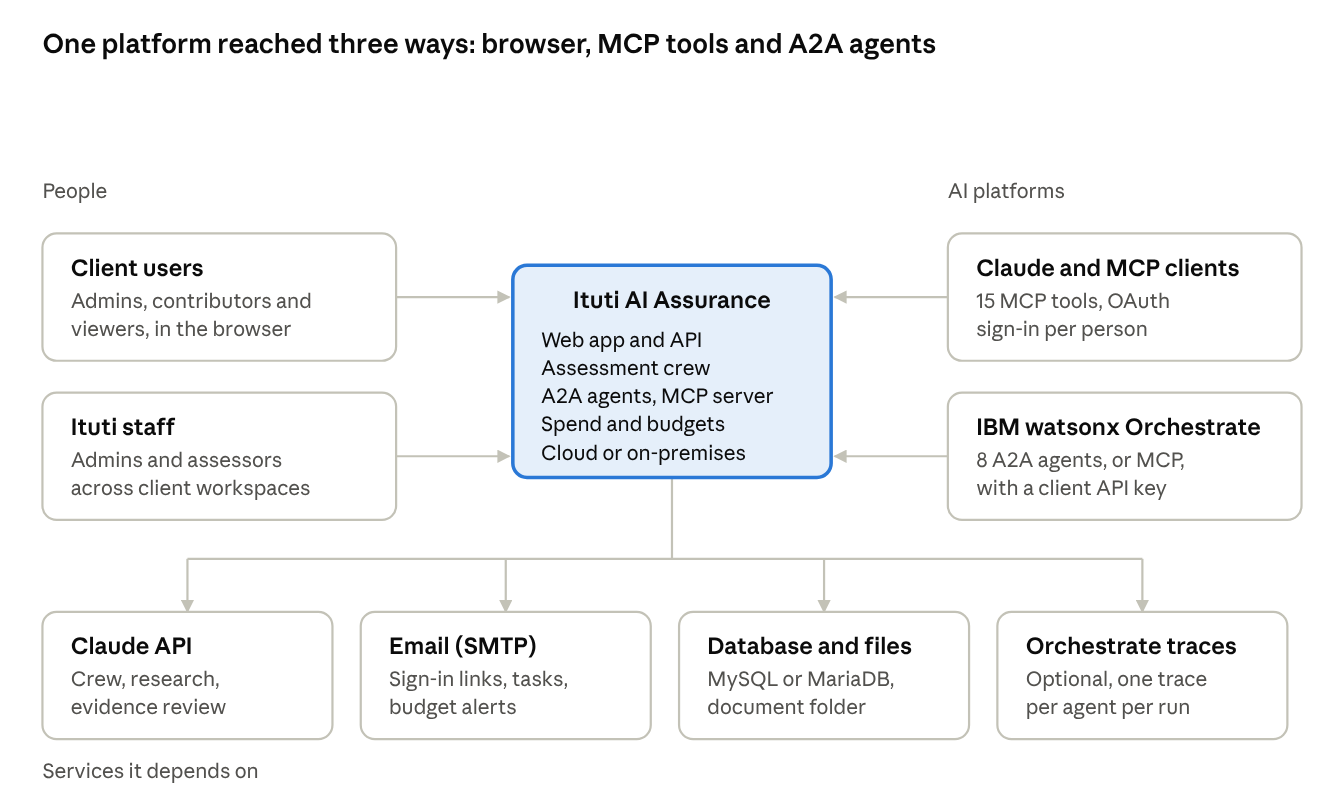 One platform reached three ways: browser, MCP tools and A2A agents
People
AI platforms
Client users
Admins, contributors and
viewers, in the browser
Ituti staff
Admins and assessors
across client workspaces
Ituti AI Assurance
Web app and API
Assessment crew
A2A agents, MCP server
Spend and budgets
Cloud or on-premises
Claude and MCP clients
15 MCP tools, OAuth
sign-in per person
IBM watsonx Orchestrate
8 A2A agents, or MCP,
with a client API key
Claude API
Crew, research,
evidence review
Email (SMTP)
Sign-in links, tasks,
budget alerts
Database and files
MySQL or MariaDB,
document folder
Orchestrate traces
Optional, one trace
per agent per run
Services it depends on